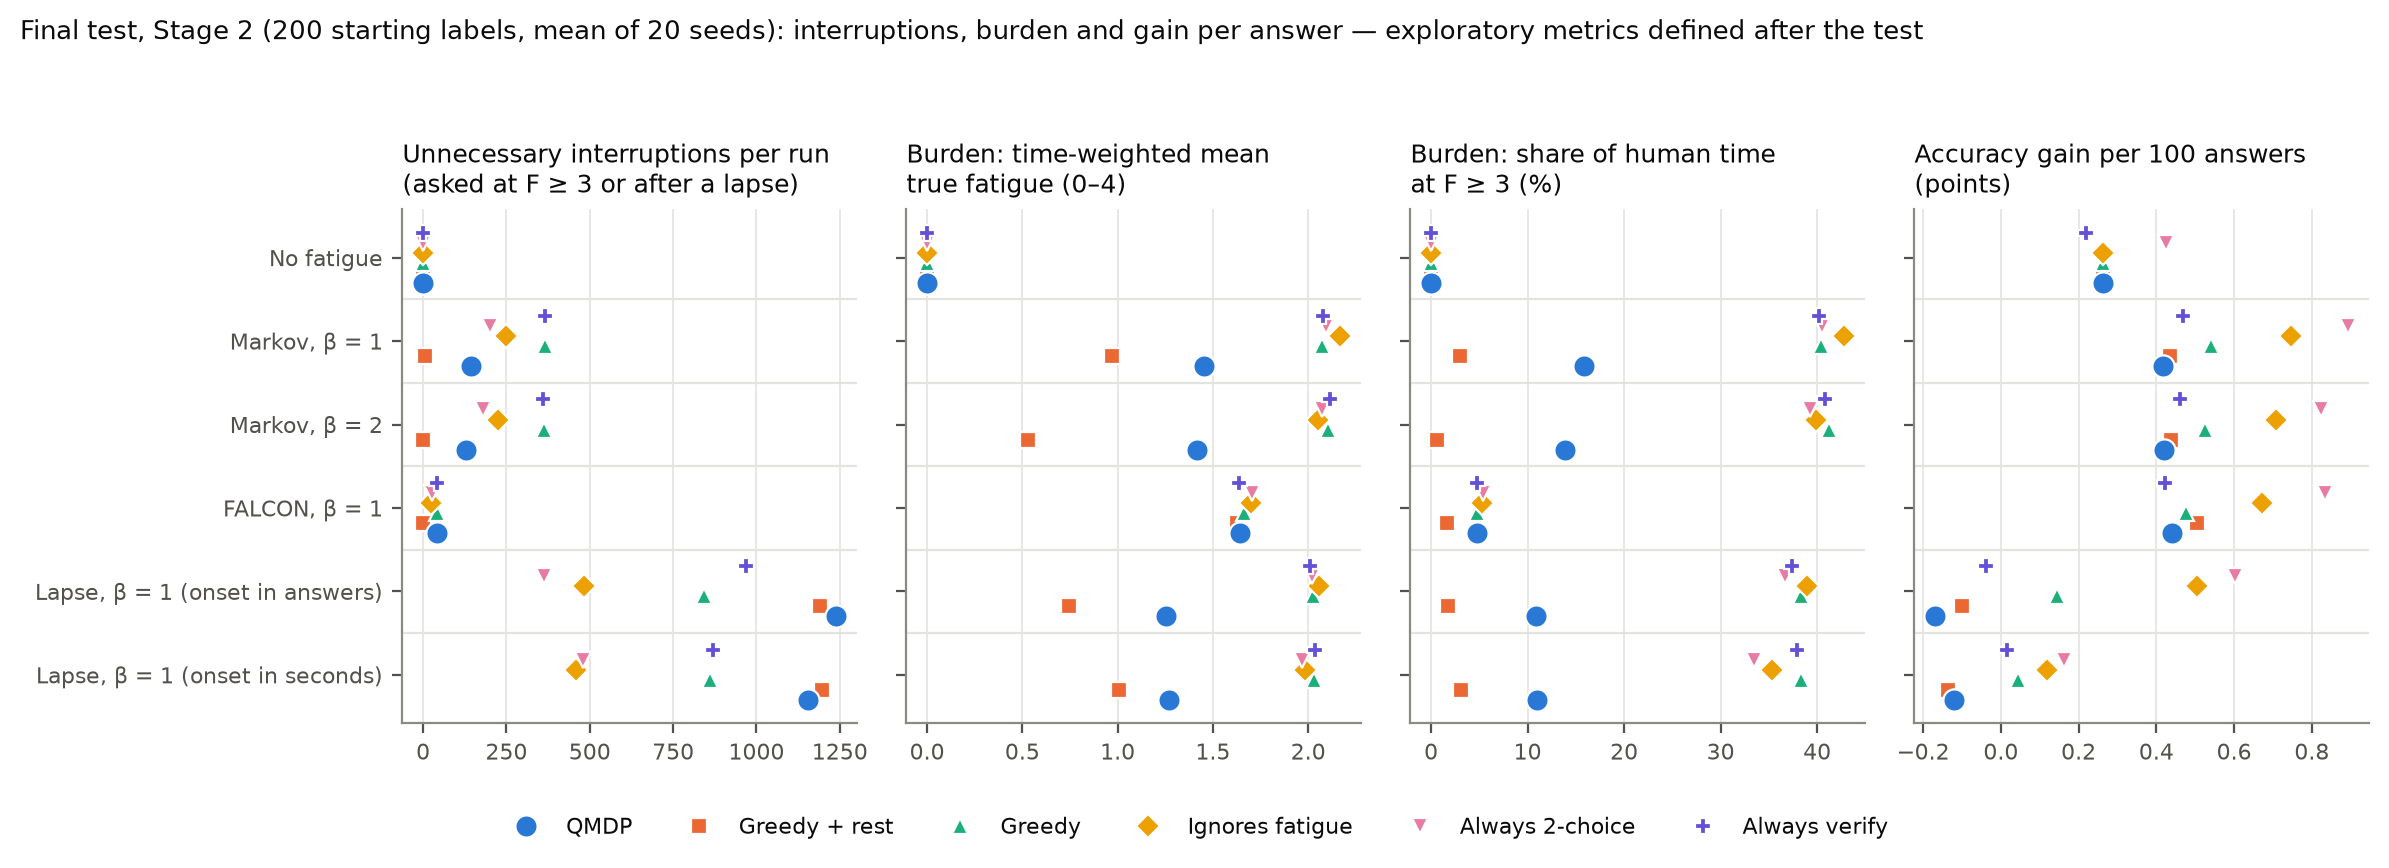 Final test, Stage 2 (200 starting labels, mean of 20 seeds): interruptions, burden and gain per answer — exploratory metrics defined after the test
Unnecessary interruptions per run
(asked at F ≥ 3 or after a lapse)
Burden: time-weighted mean
true fatigue (0–4)
Burden: share of human time
at F ≥ 3 (%)
Accuracy gain per 100 answers
(points)
No fatigue
Markov, β = 1
Markov, β = 2
FALCON, β = 1
Lapse, β = 1 (onset in answers)
Lapse, β = 1 (onset in seconds)
0 250 500 750 1000 1250
0.0 0.5 1.0 1.5 2.0
0 10 20 30 40
−0.2 0.0 0.2 0.4 0.6 0.8
QMDP Greedy + rest Greedy Ignores fatigue Always 2-choice Always verify